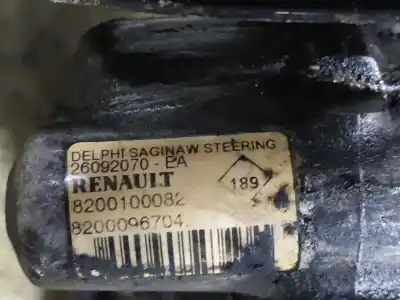 DELPHI SAGINAW STEERING
26092070 - EA
RENAULT
189
8200100082
8200096704